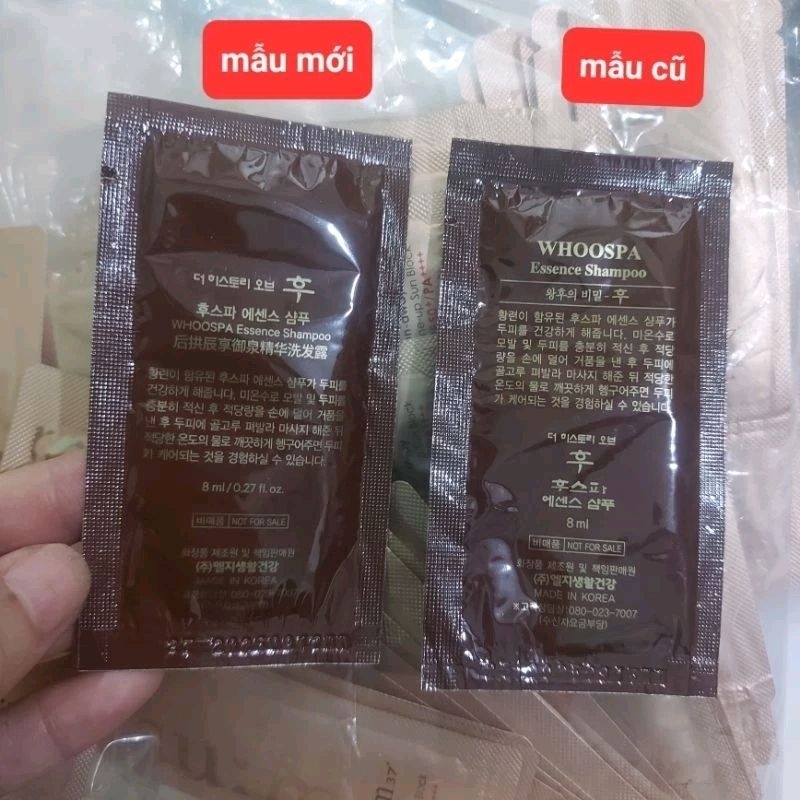 mẫu mới
더 히스토리 오브 후
후스파 에센스 샴푸
WHOOSPA Essence Shampoo
后拱辰享御泉精华洗发露
황련이 함유된 후스파 에센스 샴푸가 두피를
건강하게 해줍니다. 미온수로 모발 및 두피를
충분히 적신 후 적당량을 손에 덜어 거품을
낸 후 두피에 골고루 펴발라 마사지 해준 뒤
적당한 온도의 물로 깨끗하게 헹구어주면 두피
가 케어되는 것을 경험하실 수 있습니다.
8 ml / 0.27 fl. oz.
비매품 NOT FOR SALE
화장품 제조원 및 책임판매원
(주)엘지생활건강
MADE IN KOREA
mẫu cũ
WHOOSPA
Essence Shampoo
왕후의 비밀 - 후
황련이 함유된 후스파 에센스 샴푸가
두피를 건강하게 해줍니다. 미온수로
모발 및 두피를 충분히 적신 후 적당
량을 손에 덜어 거품을 낸 후 두피에
골고루 펴발라 마사지 해준 뒤 적당한
온도의 물로 깨끗하게 헹구어주면 두피
가 케어되는 것을 경험하실 수 있습니다.
더 히스토리 오브
후
후스파
에센스 샴푸
8 ml
비매품 NOT FOR SALE
화장품 제조원 및 책임판매원
(주)엘지생활건강
MADE IN KOREA
※고객상담실:080-023-7007
(수신자요금부담)